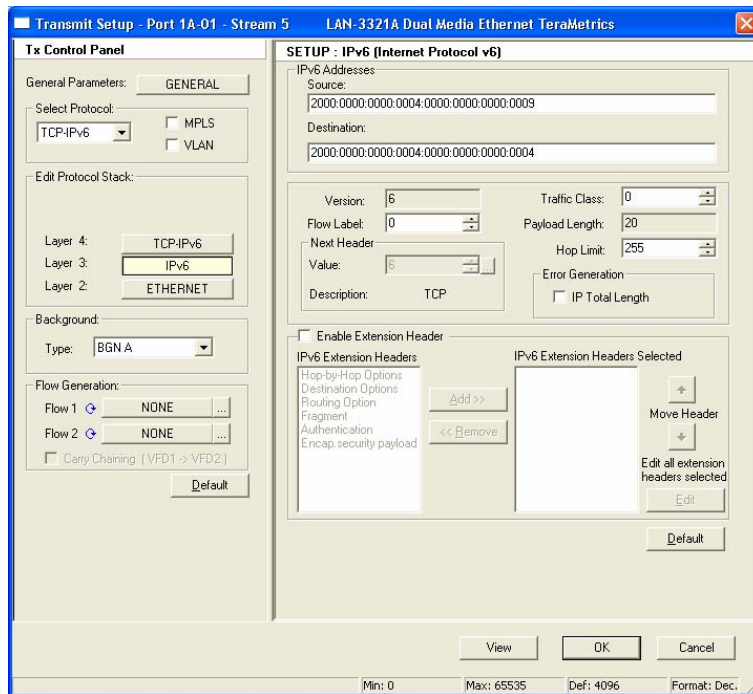 Transmit Setup - Port 1A-01 - Stream 5 LAN-3321A Dual Media Ethernet TeraMetrics
Tx Control Panel
General Parameters: GENERAL
Select Protocol:
TCP-IPv6
MPLS
VLAN
Edit Protocol Stack:
Layer 4: TCP-IPv6
Layer 3: IPv6
Layer 2: ETHERNET
Background:
Type: BGN A
Flow Generation:
Flow 1 NONE ...
Flow 2 NONE ...
Carry Chaining ( VFD1 -> VFD2 )
Default
SETUP : IPv6 (Internet Protocol v6)
IPv6 Addresses
Source:
2000:0000:0000:0004:0000:0000:0000:0009
Destination:
2000:0000:0000:0004:0000:0000:0000:0004
Version: 6 Traffic Class: 0
Flow Label: 0 Payload Length: 20
Hop Limit: 255
Next Header
Value: 6 ...
Description: TCP
Error Generation
IP Total Length
Enable Extension Header
IPv6 Extension Headers
Hop-by-Hop Options
Destination Options
Routing Option
Fragment
Authentication
Encap.security payload
Add >>
<< Remove
IPv6 Extension Headers Selected
Move Header
Edit all extension
headers selected
Edit
Default
View OK Cancel
Min: 0 Max: 65535 Def: 4096 Format: Dec.